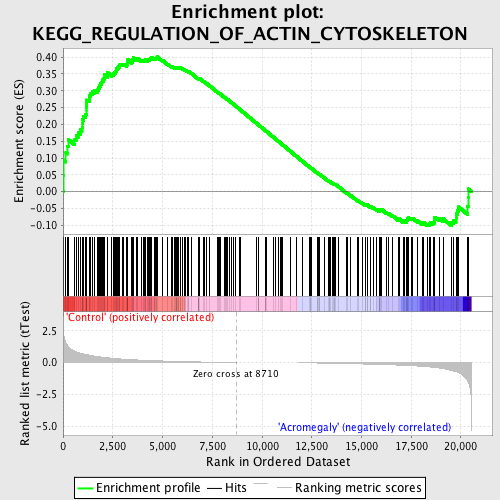 Enrichment plot:
KEGG_REGULATION_OF_ACTIN_CYTOSKELETON
Enrichment score (ES)
0.40
0.35
0.30
0.25
0.20
0.15
0.10
0.05
0.00
-0.05
-0.10
Ranked list metric (tTest)
'Control' (positively correlated)
2.5
0.0
-2.5
-5.0
Zero cross at 8710
'Acromegaly' (negatively correlated)
0 2,500 5,000 7,500 10,000 12,500 15,000 17,500 20,000
Rank in Ordered Dataset
Enrichment profile Hits Ranking metric scores